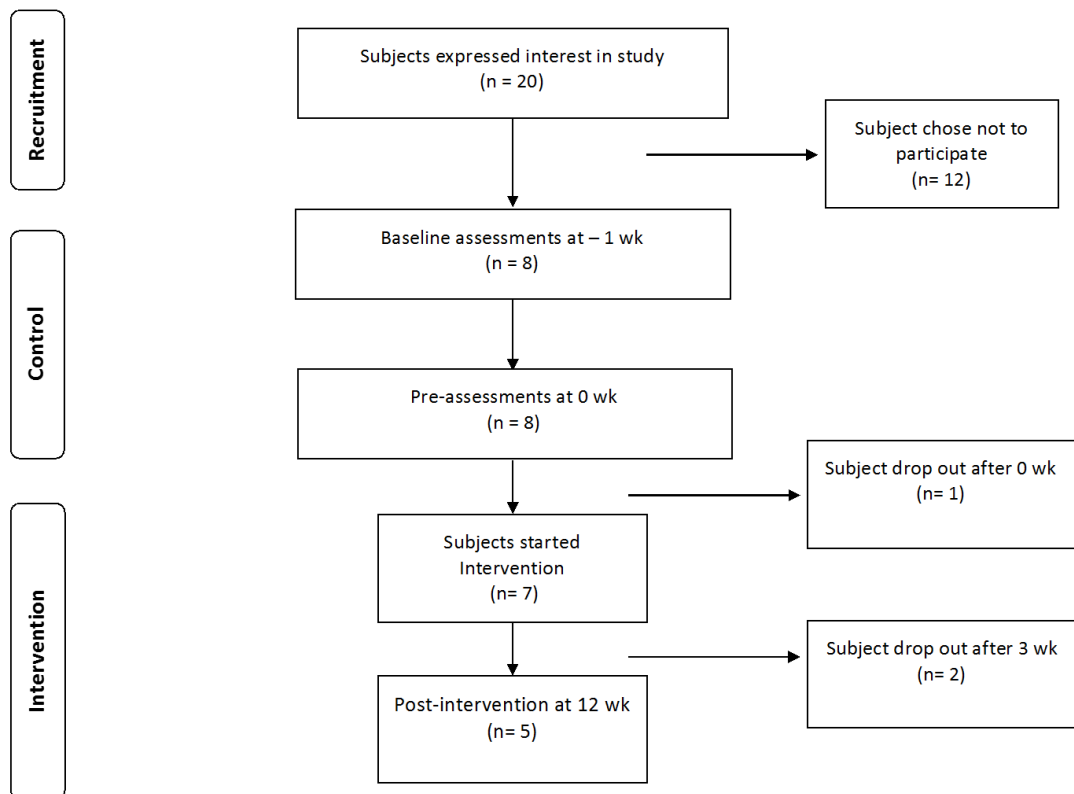 Recruitment
Subjects expressed interest in study
(n = 20)
Subject chose not to
participate
(n= 12)
Control
Baseline assessments at – 1 wk
(n = 8)
Pre-assessments at 0 wk
(n = 8)
Subject drop out after 0 wk
(n= 1)
Intervention
Subjects started
Intervention
(n= 7)
Subject drop out after 3 wk
(n= 2)
Post-intervention at 12 wk
(n= 5)